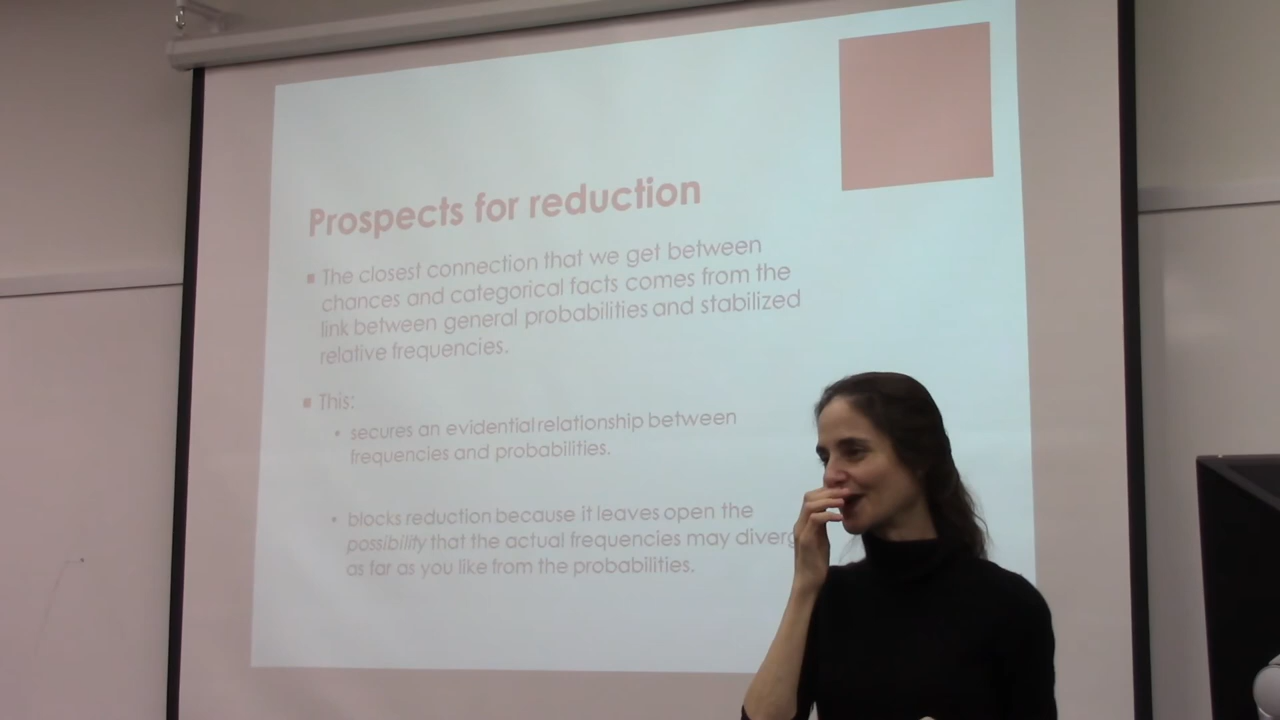 Prospects for reduction
▪ The closest connection that we get between
chances and categorical facts comes from the
link between general probabilities and stabilized
relative frequencies.
▪ This:
• secures an evidential relationship between
frequencies and probabilities.
• blocks reduction because it leaves open the
possibility that the actual frequencies may diverg
as far as you like from the probabilities.